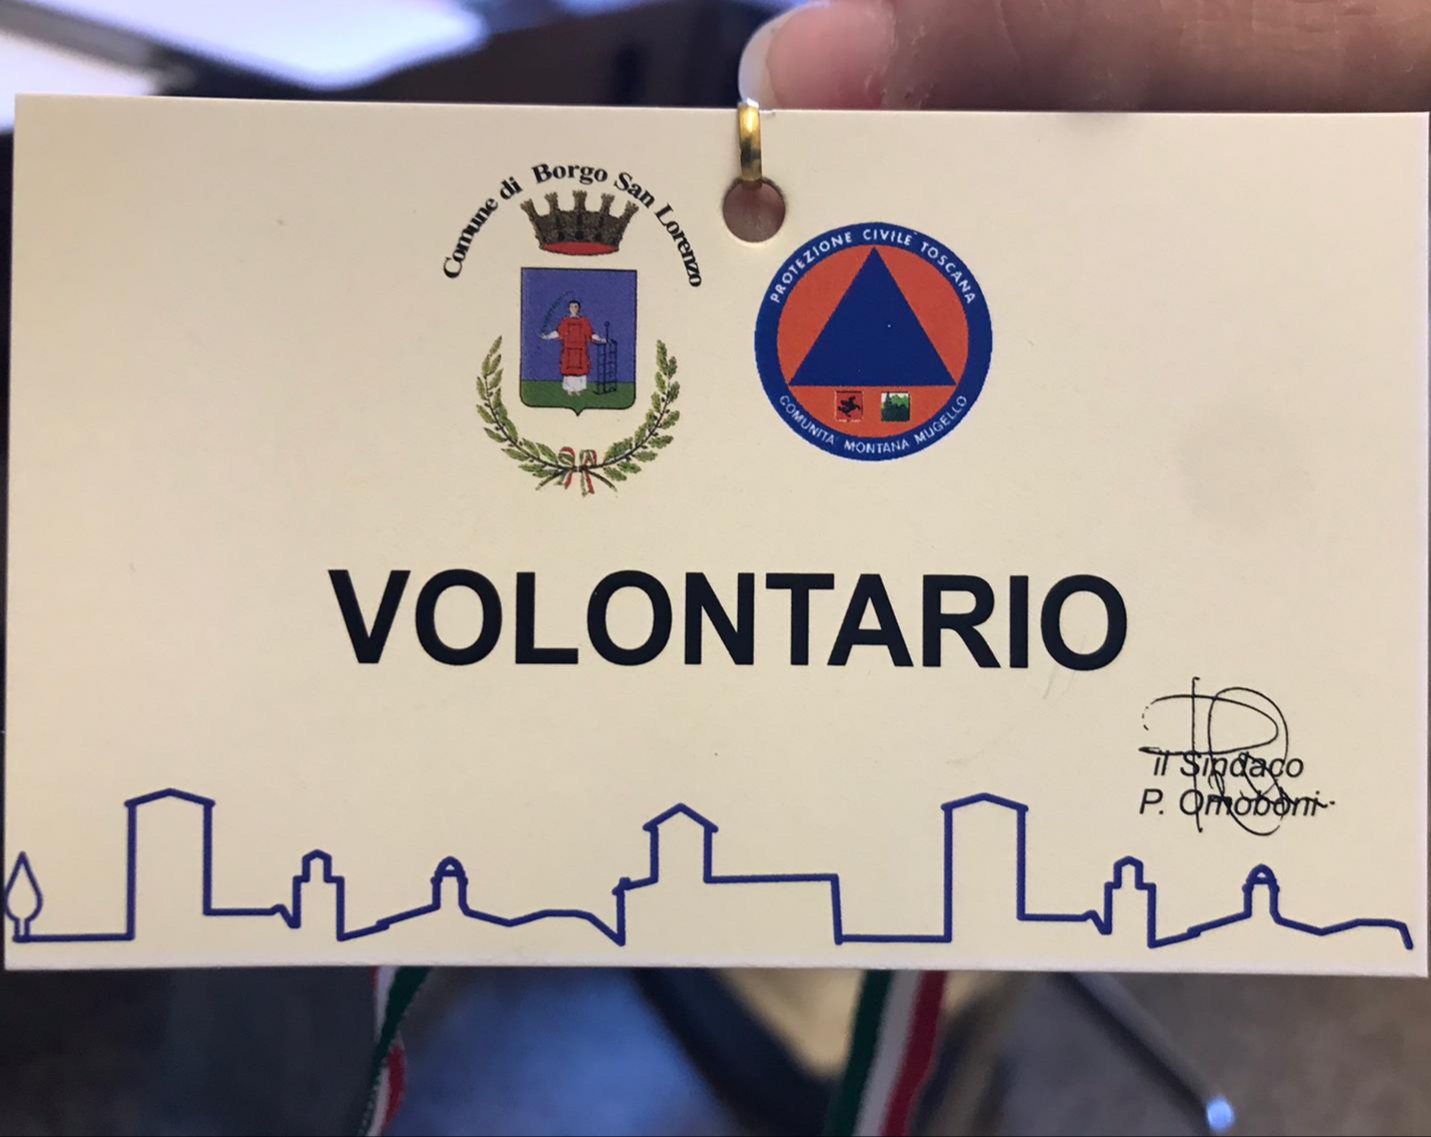 Comune di Borgo San Lorenzo
PROTEZIONE CIVILE TOSCANA
COMUNITA' MONTANA MUGELLO
VOLONTARIO
il Sindaco
P. Omoboni